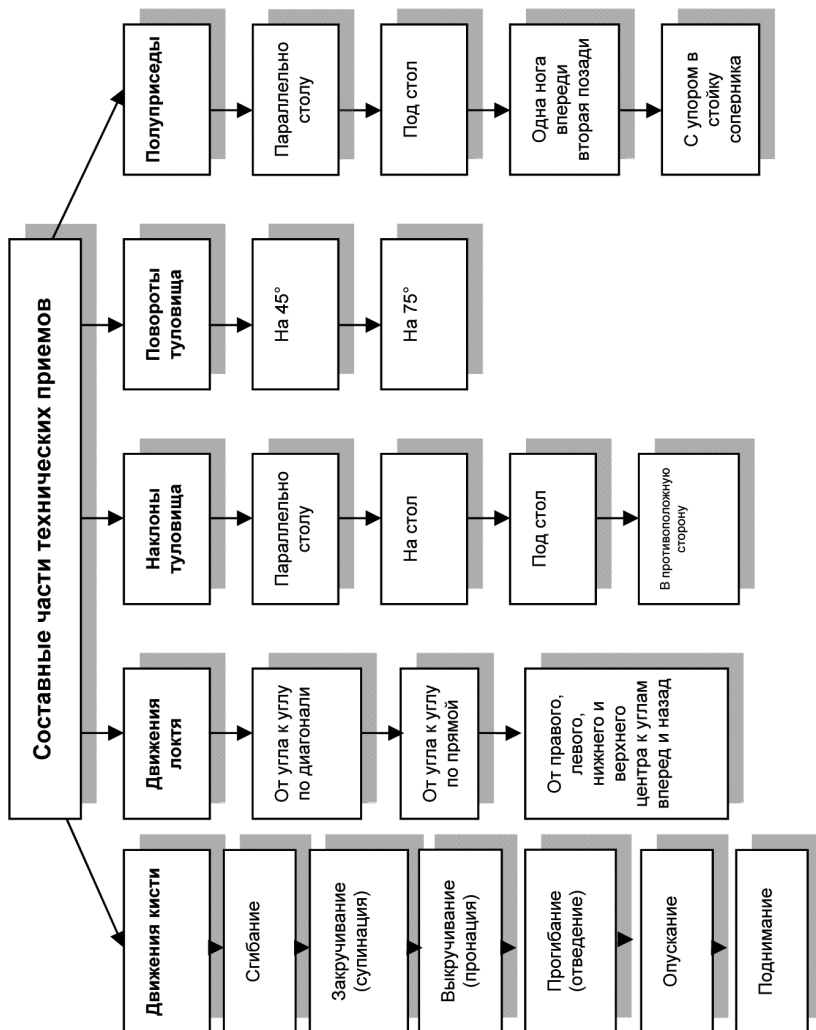 Составные части технических приемов
Движения кисти
Сгибание
Закручивание
(супинация)
Выкручивание
(пронация)
Прогибание
(отведение)
Опускание
Поднимание
Движения
локтя
От угла к углу
по диагонали
От угла к углу
по прямой
От правого,
левого,
нижнего и
верхнего
центра к углам
вперед и назад
Наклоны
туловища
Параллельно
столу
На стол
Под стол
В противоположную
сторону
Повороты
туловища
На 45°
На 75°
Полуприседы
Параллельно
столу
Под стол
Одна нога
впереди
вторая позади
С упором в
стойку
соперника